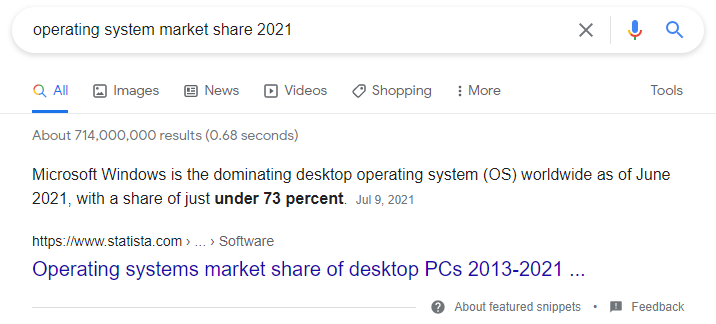 operating system market share 2021
All Images News Videos Shopping More Tools
About 714,000,000 results (0.68 seconds)
Microsoft Windows is the dominating desktop operating system (OS) worldwide as of June
2021, with a share of just under 73 percent. Jul 9, 2021
https://www.statista.com › ... › Software
Operating systems market share of desktop PCs 2013-2021 ...
About featured snippets • Feedback